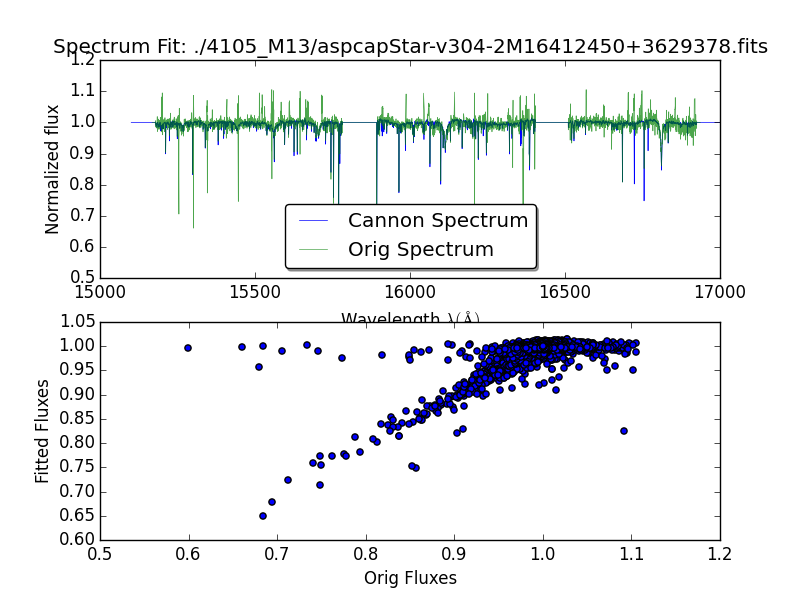 Spectrum Fit: ./4105_M13/aspcapStar-v304-2M16412450+3629378.fits
1.2
1.1
1.0
0.9
0.8
0.7
0.6
0.5
Normalized flux
Cannon Spectrum
Orig Spectrum
15000 15500 16000 16500 17000
Wavelength λ(Å)
1.05
1.00
0.95
0.90
0.85
0.80
0.75
0.70
0.65
0.60
Fitted Fluxes
0.5 0.6 0.7 0.8 0.9 1.0 1.1 1.2
Orig Fluxes